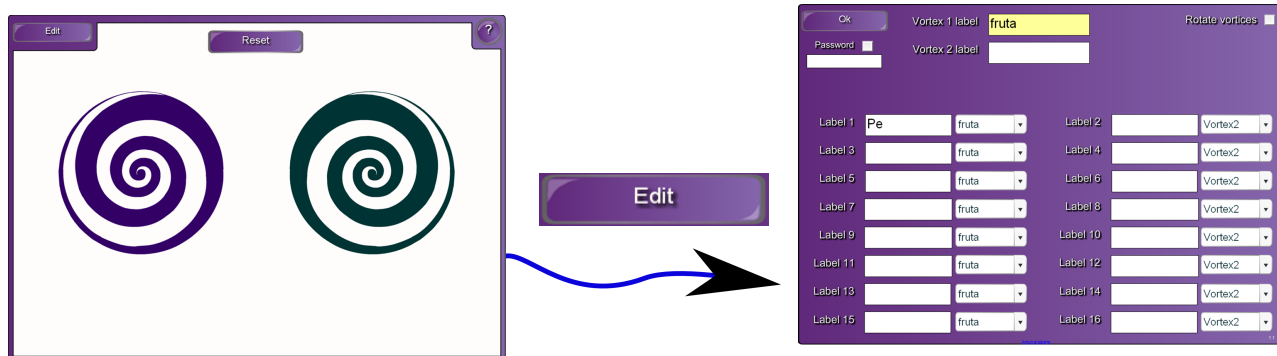 Edit
Reset
?
Edit
Ok
Vortex 1 label fruta
Rotate vortices
Password
Vortex 2 label
Label 1 Pe fruta
Label 2 Vortex2
Label 3 fruta
Label 4 Vortex2
Label 5 fruta
Label 6 Vortex2
Label 7 fruta
Label 8 Vortex2
Label 9 fruta
Label 10 Vortex2
Label 11 fruta
Label 12 Vortex2
Label 13 fruta
Label 14 Vortex2
Label 15 fruta
Label 16 Vortex2